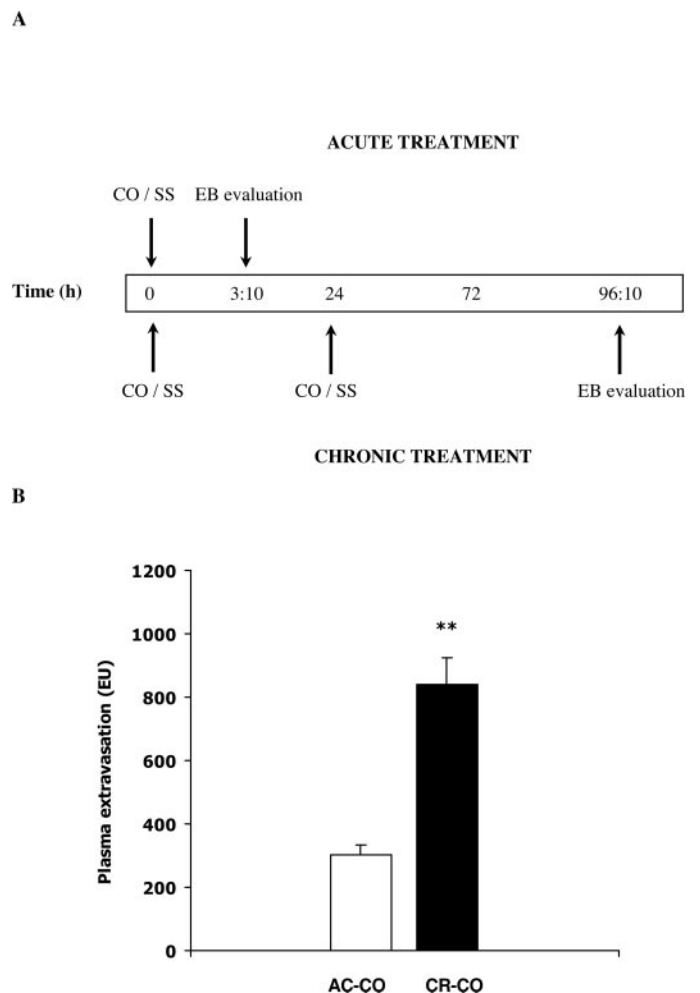 A
ACUTE TREATMENT
CO / SS EB evaluation
Time (h) 0 3:10 24 72 96:10
CO / SS CO / SS EB evaluation
CHRONIC TREATMENT
B
Plasma extravasation (EU)
1200
1000
800
600
400
200
0
**
AC-CO CR-CO